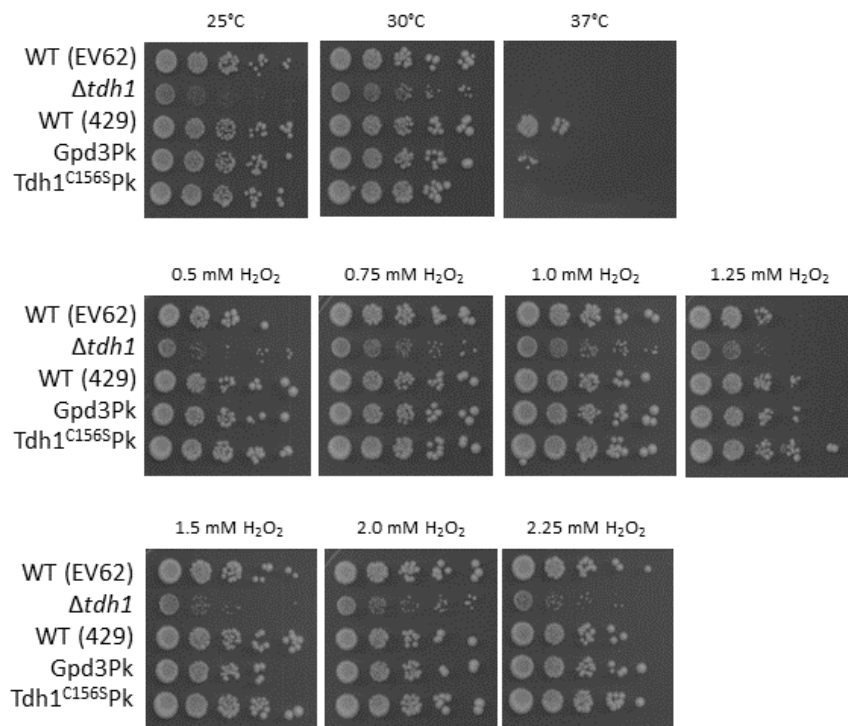 25°C 30°C 37°C
WT (EV62)
Δtdh1
WT (429)
Gpd3Pk
Tdh1ᶜ¹⁵⁶ˢPk
0.5 mM H₂O₂ 0.75 mM H₂O₂ 1.0 mM H₂O₂ 1.25 mM H₂O₂
WT (EV62)
Δtdh1
WT (429)
Gpd3Pk
Tdh1ᶜ¹⁵⁶ˢPk
1.5 mM H₂O₂ 2.0 mM H₂O₂ 2.25 mM H₂O₂
WT (EV62)
Δtdh1
WT (429)
Gpd3Pk
Tdh1ᶜ¹⁵⁶ˢPk